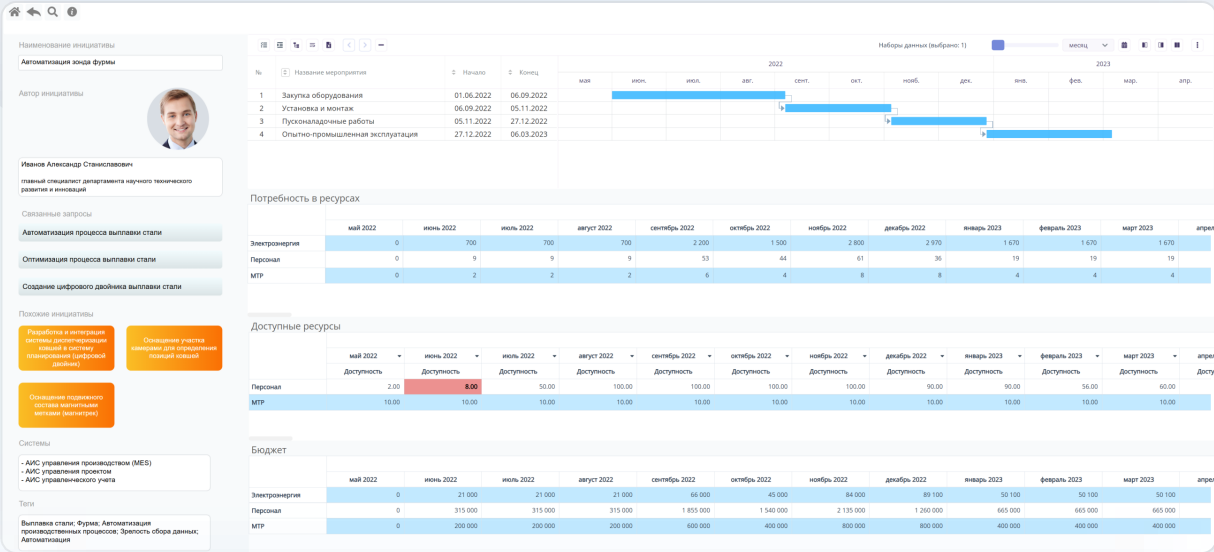 Наименование инициативы
Автоматизация зонда фурмы
Автор инициативы
Иванов Александр Станиславович
главный специалист департамента научного технического
развития и инноваций
Связанные запросы
Автоматизация процесса выплавки стали
Оптимизация процесса выплавки стали
Создание цифрового двойника выплавки стали
Похожие инициативы
Разработка и интеграция
системы диспетчеризации
ковшей в систему
планирования (цифровой
двойник)
Оснащение участка
камерами для определения
позиций ковшей
Оснащение подвижного
состава магнитными
метками (магнитрек)
Системы
- АИС управления производством (MES)
- АИС управления проектом
- АИС управленческого учета
Теги
Выплавка стали; Фурма; Автоматизация
производственных процессов; Зрелость сбора данных;
Автоматизация
Наборы данных (выбрано: 1) месяц
№ Название мероприятия Начало Конец
2022 2023
мая июн. июл. авг. сент. окт. нояб. дек. янв. фев. мар. апр.
1 Закупка оборудования 01.06.2022 06.09.2022
2 Установка и монтаж 06.09.2022 05.11.2022
3 Пусконаладочные работы 05.11.2022 27.12.2022
4 Опытно-промышленная эксплуатация 27.12.2022 06.03.2023
Потребность в ресурсах
май 2022 июнь 2022 июль 2022 август 2022 сентябрь 2022 октябрь 2022 ноябрь 2022 декабрь 2022 январь 2023 февраль 2023 март 2023 апрел
Электроэнергия 0 700 700 700 2 200 1 500 2 800 2 970 1 670 1 670 1 670
Персонал 0 9 9 9 53 44 61 36 19 19 19
МТР 0 2 2 2 6 4 8 8 4 4 4
Доступные ресурсы
май 2022 июнь 2022 июль 2022 август 2022 сентябрь 2022 октябрь 2022 ноябрь 2022 декабрь 2022 январь 2023 февраль 2023 март 2023 апрел
Доступность Доступность Доступность Доступность Доступность Доступность Доступность Доступность Доступность Доступность Доступность Досту
Персонал 2.00 8.00 50.00 100.00 100.00 100.00 100.00 90.00 90.00 56.00 60.00
МТР 10.00 10.00 10.00 10.00 10.00 10.00 10.00 10.00 10.00 10.00 10.00
Бюджет
май 2022 июнь 2022 июль 2022 август 2022 сентябрь 2022 октябрь 2022 ноябрь 2022 декабрь 2022 январь 2023 февраль 2023 март 2023 апрел
Электроэнергия 0 21 000 21 000 21 000 66 000 45 000 84 000 89 100 50 100 50 100 50 100
Персонал 0 315 000 315 000 315 000 1 855 000 1 540 000 2 135 000 1 260 000 665 000 665 000 665 000
МТР 0 200 000 200 000 200 000 600 000 400 000 800 000 800 000 400 000 400 000 400 000